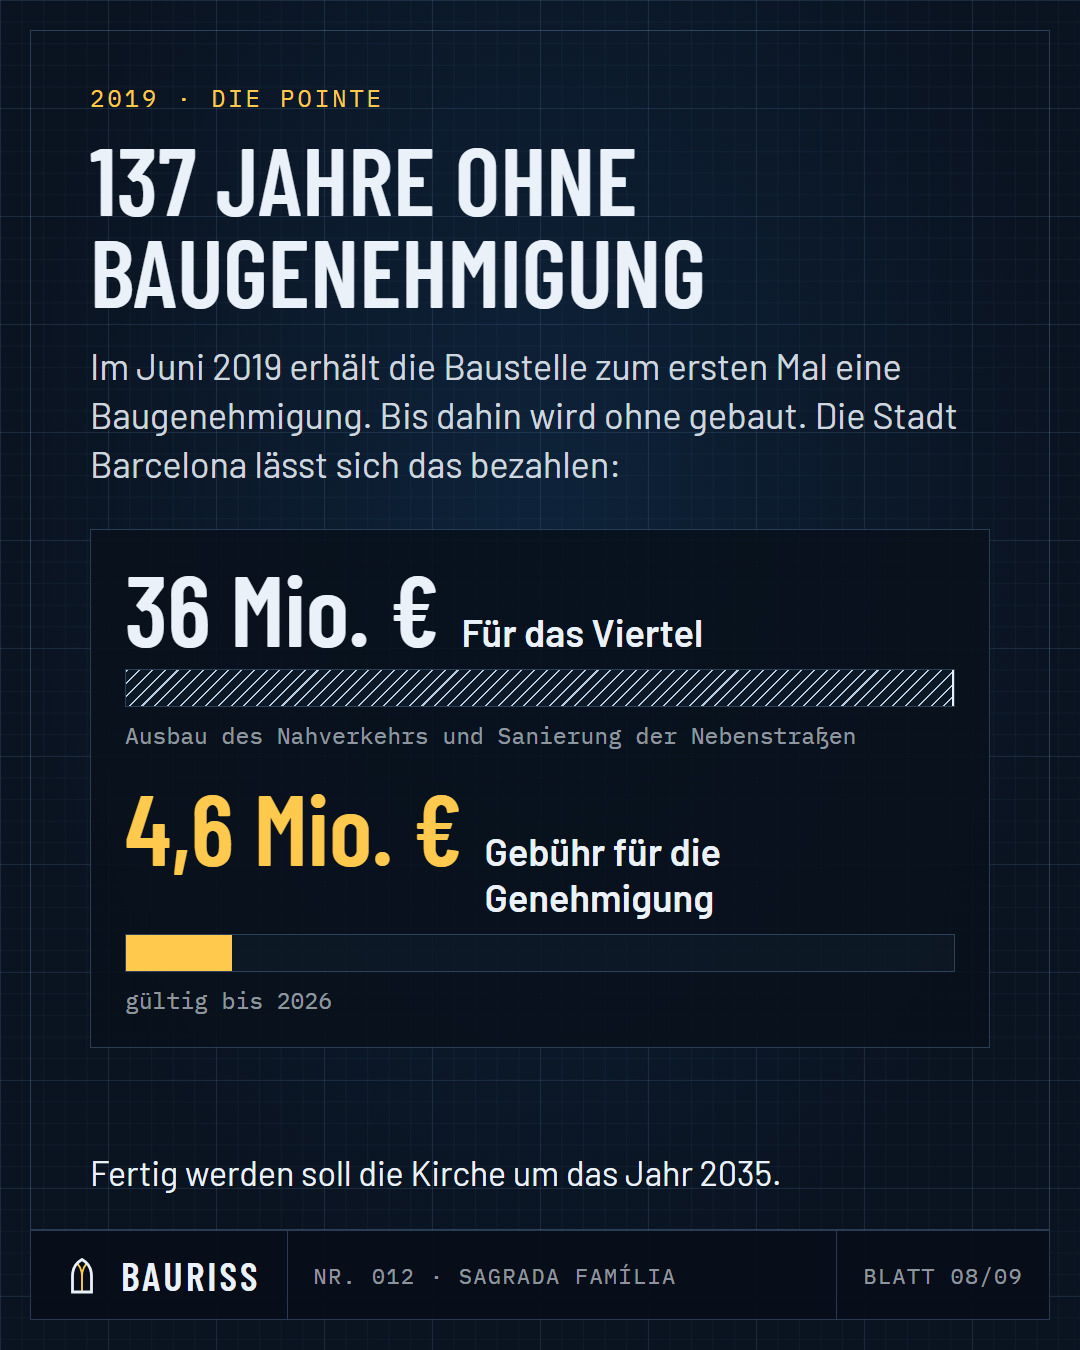 2019 · DIE POINTE
137 JAHRE OHNE
BAUGENEHMIGUNG
Im Juni 2019 erhält die Baustelle zum ersten Mal eine
Baugenehmigung. Bis dahin wird ohne gebaut. Die Stadt
Barcelona lässt sich das bezahlen:
36 Mio. € Für das Viertel
Ausbau des Nahverkehrs und Sanierung der Nebenstraßen
4,6 Mio. € Gebühr für die
Genehmigung
gültig bis 2026
Fertig werden soll die Kirche um das Jahr 2035.
BAURISS NR. 012 · SAGRADA FAMÍLIA BLATT 08/09